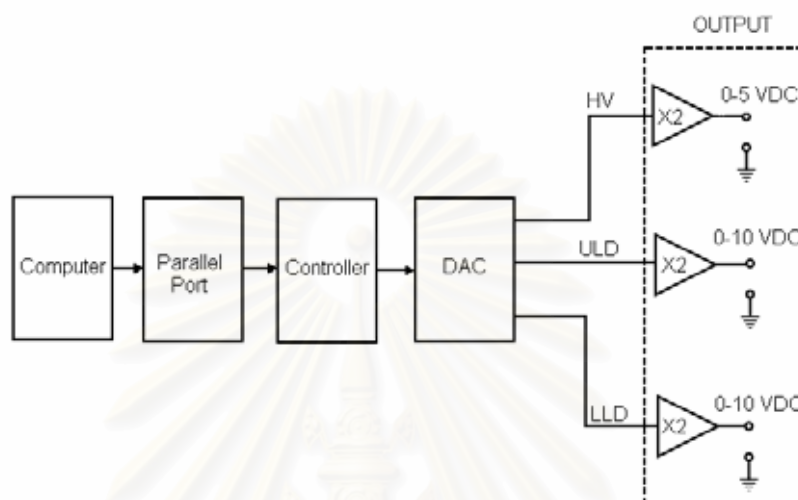 OUTPUT
HV
X2
0-5 VDC
Computer
Parallel
Port
Controller
DAC
ULD
X2
0-10 VDC
LLD
X2
0-10 VDC